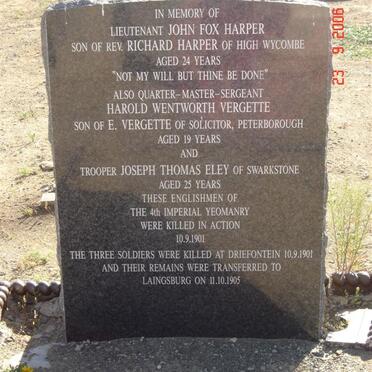 IN MEMORY OF
LIEUTENANT JOHN FOX HARPER
SON OF REV. RICHARD HARPER OF HIGH WYCOMBE
AGED 24 YEARS
"NOT MY WILL BUT THINE BE DONE"
ALSO QUARTER-MASTER-SERGEANT
HAROLD WENTWORTH VERGETTE
SON OF E. VERGETTE OF SOLICITOR, PETERBOROUGH
AGED 19 YEARS
AND
TROOPER JOSEPH THOMAS ELEY OF SWARKSTONE
AGED 25 YEARS
THESE ENGLISHMEN OF
THE 4th IMPERIAL YEOMANRY
WERE KILLED IN ACTION
10.9.1901
THE THREE SOLDIERS WERE KILLED AT DRIEFONTEIN 10.9.1901
AND THEIR REMAINS WERE TRANSFERRED TO
LAINGSBURG ON 11.10.1905
23 9 2006